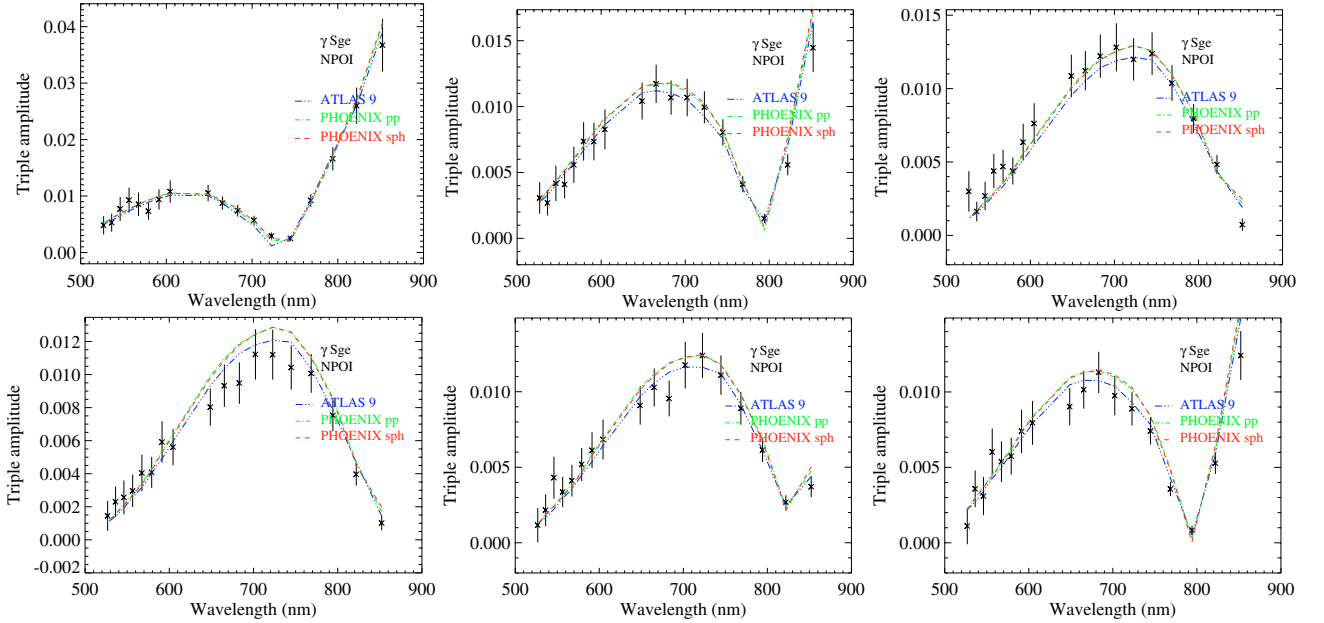 γ Sge
NPOI
ATLAS 9
PHOENIX pp
PHOENIX sph
Triple amplitude
0.04
0.03
0.02
0.01
0.00
500 600 700 800 900
Wavelength (nm)
γ Sge
NPOI
ATLAS 9
PHOENIX pp
PHOENIX sph
Triple amplitude
0.015
0.010
0.005
0.000
500 600 700 800 900
Wavelength (nm)
γ Sge
NPOI
ATLAS 9
PHOENIX pp
PHOENIX sph
Triple amplitude
0.015
0.010
0.005
0.000
500 600 700 800 900
Wavelength (nm)
γ Sge
NPOI
ATLAS 9
PHOENIX pp
PHOENIX sph
Triple amplitude
0.012
0.010
0.008
0.006
0.004
0.002
0.000
-0.002
500 600 700 800 900
Wavelength (nm)
γ Sge
NPOI
ATLAS 9
PHOENIX pp
PHOENIX sph
Triple amplitude
0.010
0.005
0.000
500 600 700 800 900
Wavelength (nm)
γ Sge
NPOI
ATLAS 9
PHOENIX pp
PHOENIX sph
Triple amplitude
0.010
0.005
0.000
500 600 700 800 900
Wavelength (nm)